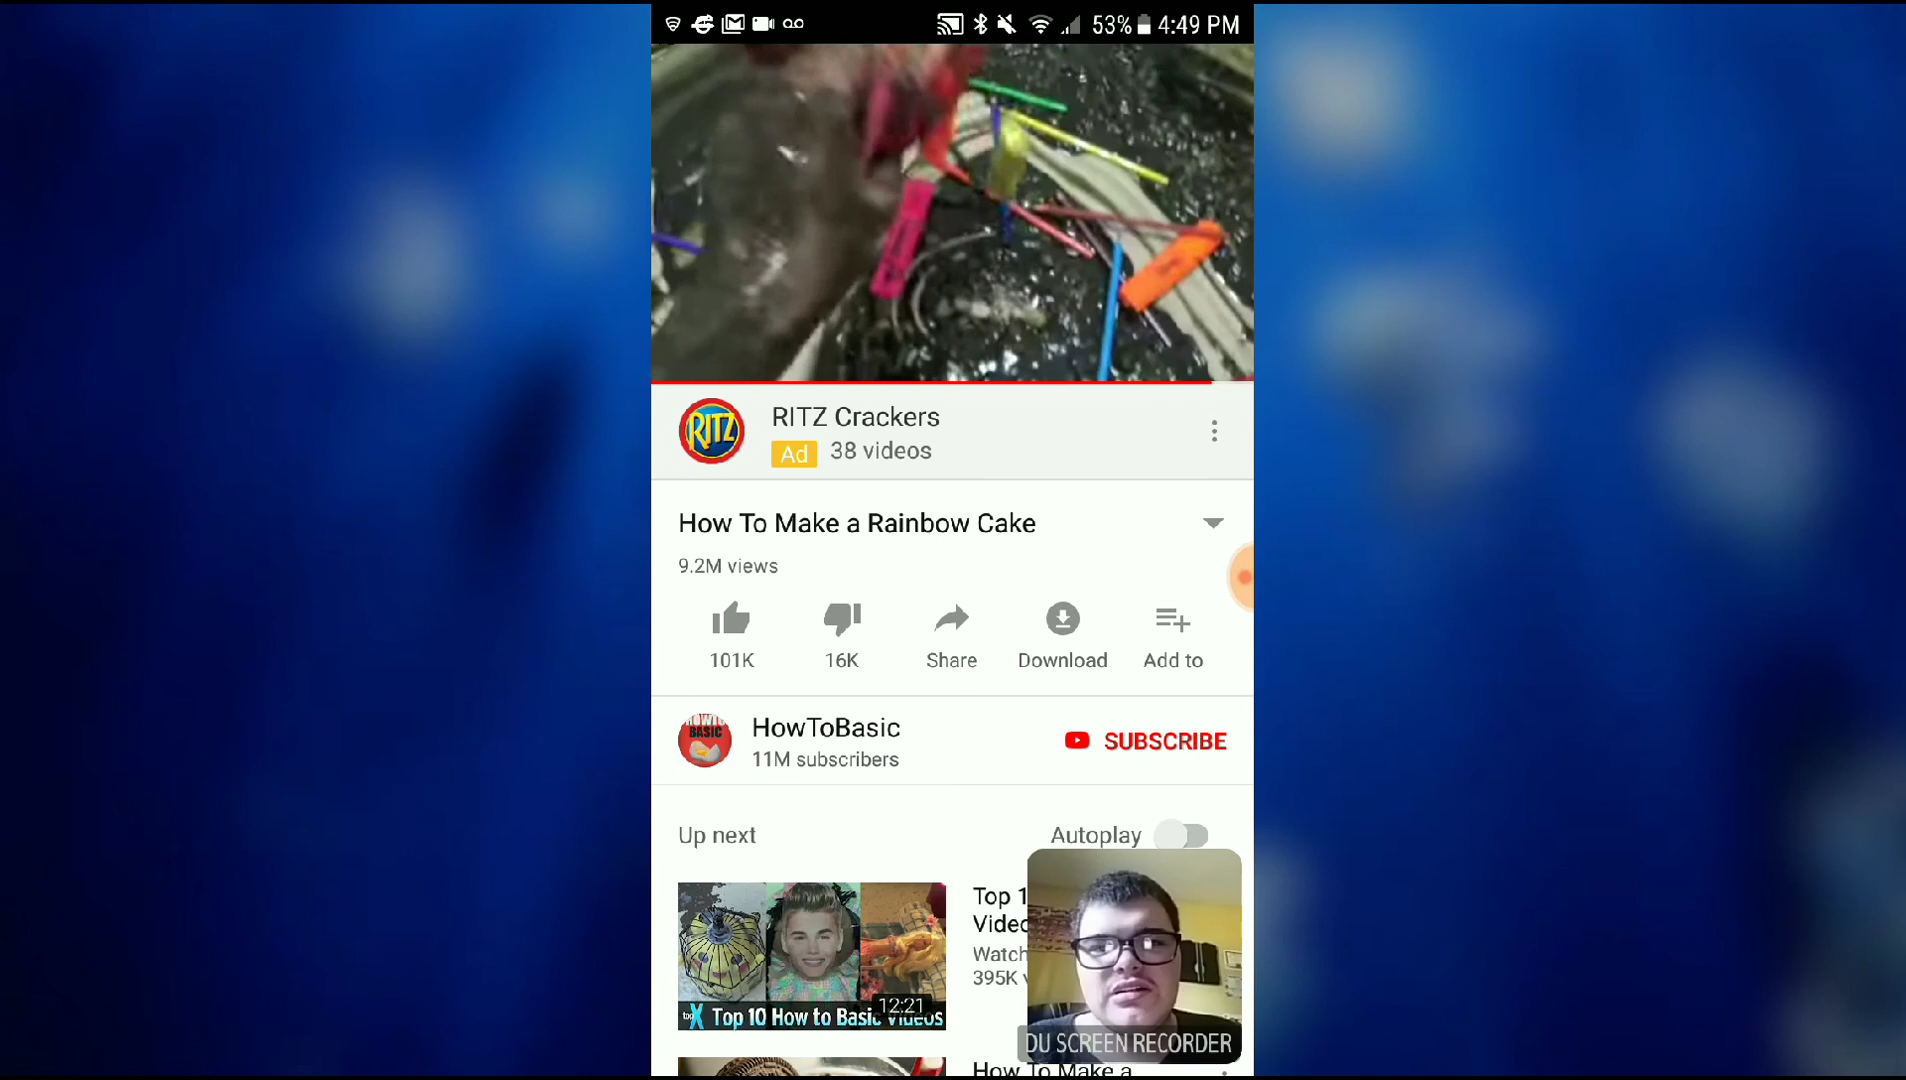 53% 4:49 PM
RITZ
RITZ Crackers
Ad 38 videos
How To Make a Rainbow Cake
9.2M views
101K 16K Share Download Add to
HOWTO
BASIC
HowToBasic
11M subscribers
SUBSCRIBE
Up next
Autoplay
Top 1
Video
Watch
395K v
12:21
Top 10 How to Basic Videos
DU SCREEN RECORDER
How To Make a